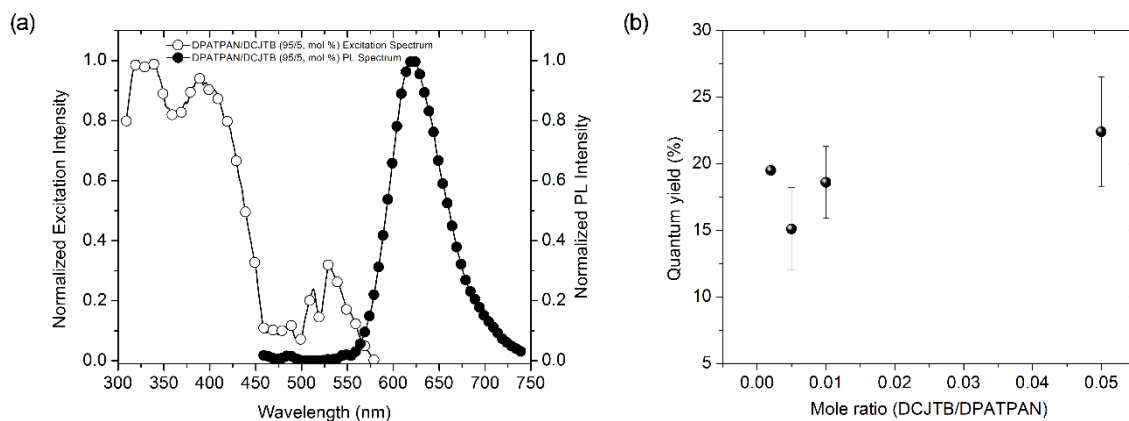 (a)
DPATPAN/DCJTB (95/5, mol %) Excitation Spectrum
DPATPAN/DCJTB (95/5, mol %) PL Spectrum
Normalized Excitation Intensity
1.0
0.8
0.6
0.4
0.2
0.0
1.0
0.8
0.6
0.4
0.2
0.0
Normalized PL Intensity
300 350 400 450 500 550 600 650 700 750
Wavelength (nm)
(b)
Quantum yield (%)
30
25
20
15
10
5
0.00 0.01 0.02 0.03 0.04 0.05
Mole ratio (DCJTB/DPATPAN)